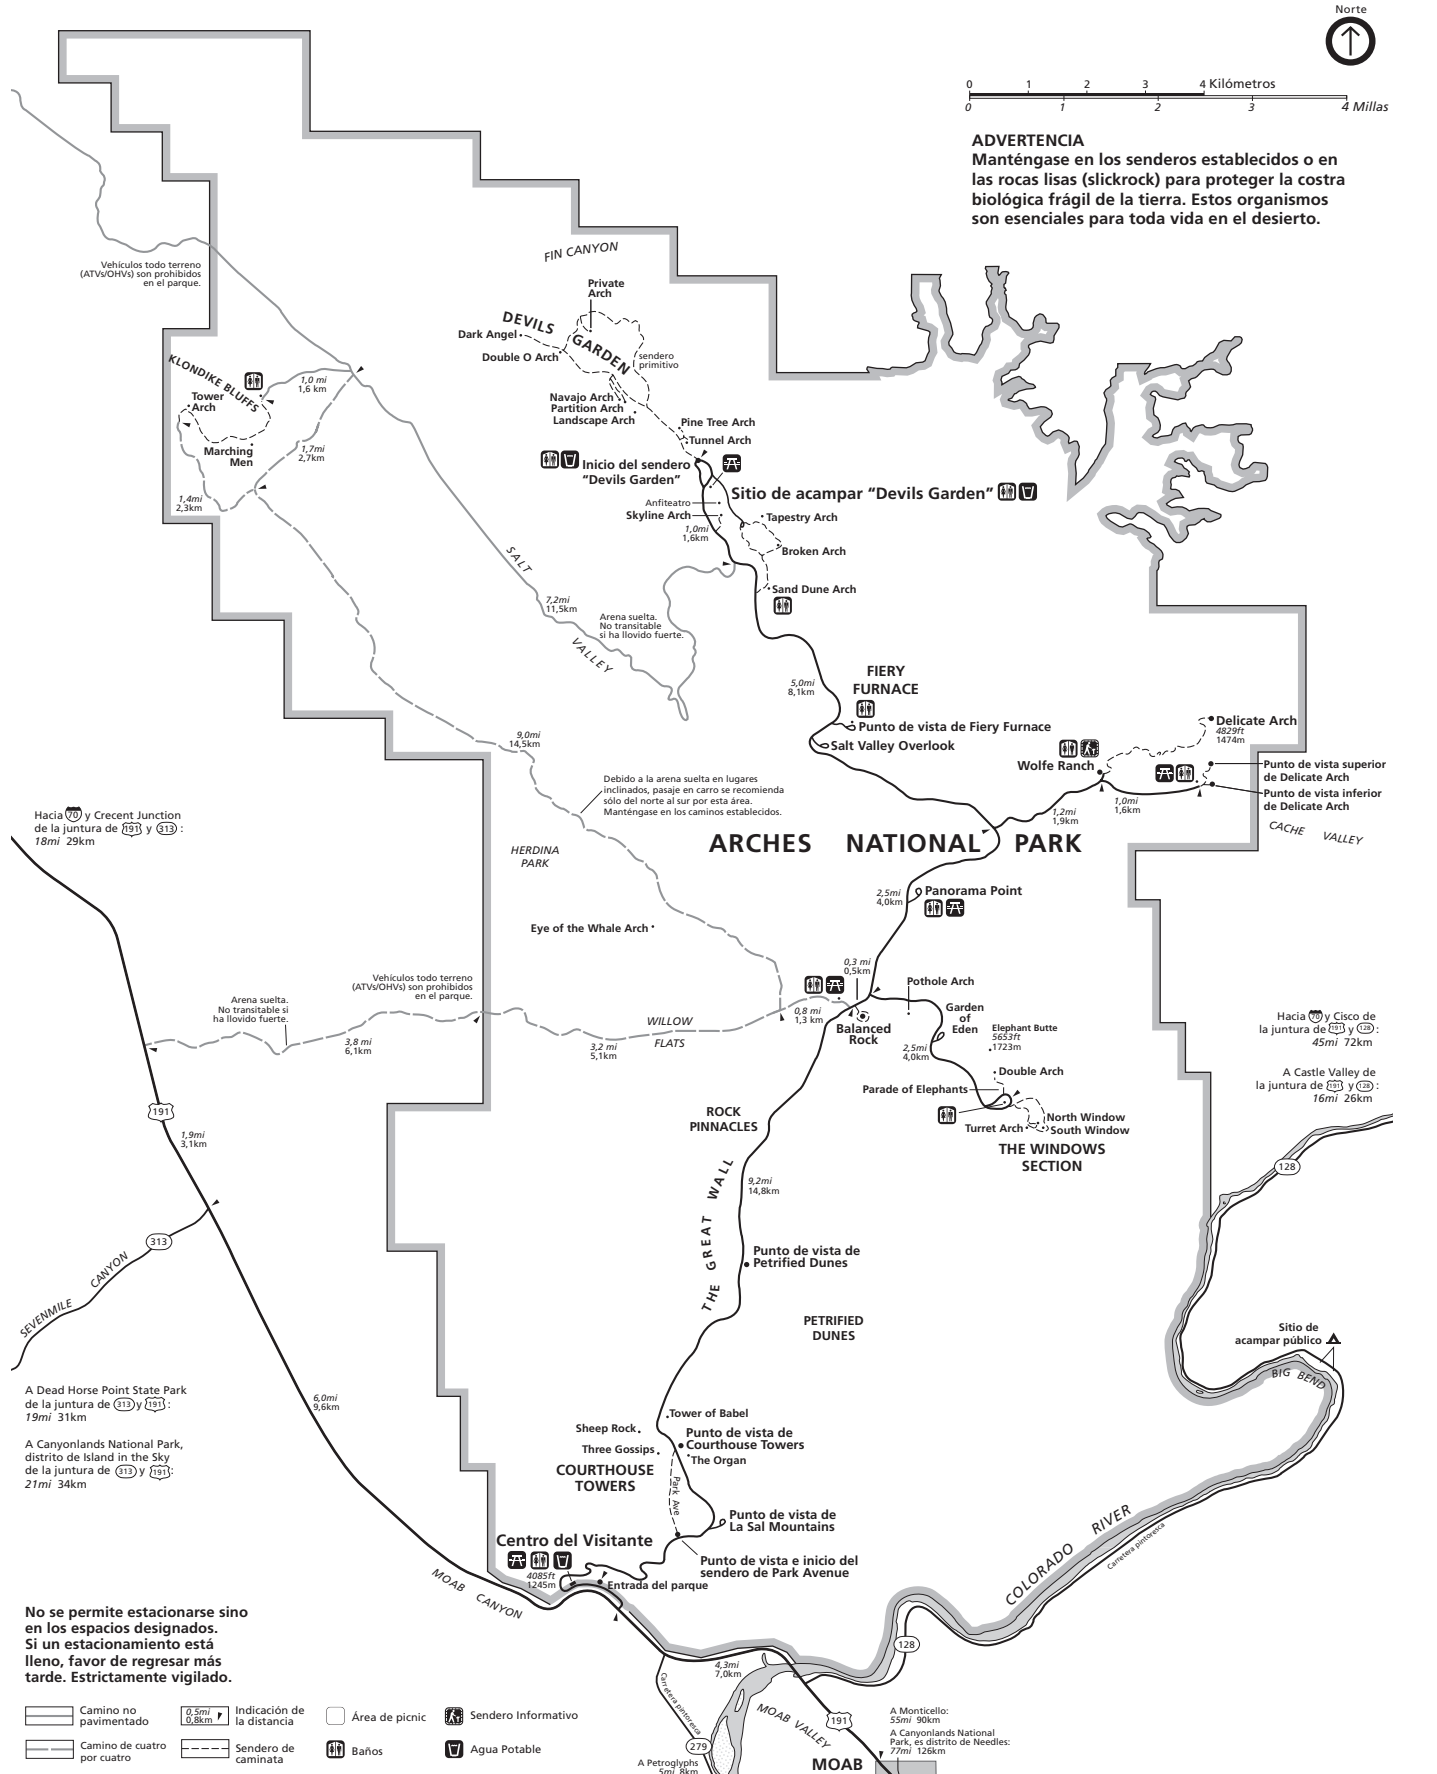 Norte
0 1 2 3 4 Kilómetros
0 1 2 3 4 Millas
ADVERTENCIA
Manténgase en los senderos establecidos o en
las rocas lisas (slickrock) para proteger la costra
biológica frágil de la tierra. Estos organismos
son esenciales para toda vida en el desierto.
FIN CANYON
Vehículos todo terreno
(ATVs/OHVs) son prohibidos
en el parque.
Private
Arch
DEVILS
GARDEN
Dark Angel
Double O Arch
sendero
primitivo
KLONDIKE BLUFFS
1,0 mi
1,6 km
Tower
Arch
Navajo Arch
Partition Arch
Landscape Arch
Pine Tree Arch
Tunnel Arch
Marching
Men
1,7mi
2,7km
Inicio del sendero
"Devils Garden"
1,4mi
2,3km
Sitio de acampar "Devils Garden"
Anfiteatro
Skyline Arch
Tapestry Arch
1,0mi
1,6km
Broken Arch
SALT
VALLEY
Sand Dune Arch
7,2mi
11,5km
Arena suelta.
No transitable
si ha llovido fuerte.
FIERY
FURNACE
5,0mi
8,1km
Punto de vista de Fiery Furnace
Salt Valley Overlook
Delicate Arch
4829ft
1474m
9,0mi
14,5km
Wolfe Ranch
Punto de vista superior
de Delicate Arch
Punto de vista inferior
de Delicate Arch
Debido a la arena suelta en lugares
inclinados, pasaje en carro se recomienda
sólo del norte al sur por esta área.
Manténgase en los caminos establecidos.
1,2mi
1,9km
1,0mi
1,6km
Hacia 70 y Crecent Junction
de la juntura de 191 y 313 :
18mi 29km
CACHE VALLEY
ARCHES NATIONAL PARK
HERDINA
PARK
2,5mi
4,0km
Panorama Point
Eye of the Whale Arch
0,3 mi
0,5km
Vehículos todo terreno
(ATVs/OHVs) son prohibidos
en el parque.
Pothole Arch
Arena suelta.
No transitable si
ha llovido fuerte.
0,8 mi
1,3 km
Garden
of
Eden
WILLOW
FLATS
Balanced
Rock
Elephant Butte
5653ft
1723m
Hacia 70 y Cisco de
la juntura de 191 y 128 :
45mi 72km
3,8 mi
6,1km
3,2 mi
5,1km
2,5mi
4,0km
Double Arch
Parade of Elephants
A Castle Valley de
la juntura de 191 y 128 :
16mi 26km
191
ROCK
PINNACLES
North Window
South Window
Turret Arch
1,9mi
3,1km
THE WINDOWS
SECTION
128
THE GREAT WALL
9,2mi
14,8km
313
SEVENMILE CANYON
Punto de vista de
Petrified Dunes
PETRIFIED
DUNES
Sitio de
acampar público
BIG BEND
A Dead Horse Point State Park
de la juntura de 313 y 191 :
19mi 31km
6,0mi
9,6km
Tower of Babel
Sheep Rock
Punto de vista de
Courthouse Towers
Three Gossips
The Organ
A Canyonlands National Park,
distrito de Island in the Sky
de la juntura de 313 y 191:
21mi 34km
COURTHOUSE
TOWERS
Park Ave
Punto de vista de
La Sal Mountains
COLORADO RIVER
Carretera pintoresca
Centro del Visitante
4085ft
1245m
Punto de vista e inicio del
sendero de Park Avenue
Entrada del parque
MOAB CANYON
No se permite estacionarse sino
en los espacios designados.
Si un estacionamiento está
lleno, favor de regresar más
tarde. Estrictamente vigilado.
128
4,3mi
7,0km
Carretera pintoresca
MOAB VALLEY
191
279
A Monticello:
55mi 90km
A Canyonlands National
Park, es distrito de Needles:
77mi 126km
MOAB
A Petroglyphs
5mi 8km
Camino no
pavimentado
0,5mi
0,8km
Indicación de
la distancia
Área de picnic
Sendero Informativo
Camino de cuatro
por cuatro
Sendero de
caminata
Baños
Agua Potable